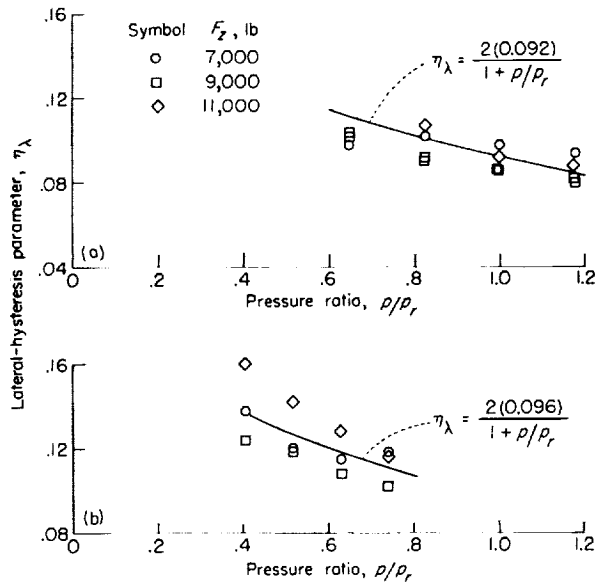 Symbol F_z, lb
○ 7,000
□ 9,000
◇ 11,000
η_λ = 2(0.092) / 1 + p/p_r
.16
.12
.08
.04
(a)
0 .2 .4 .6 .8 1.0 1.2
Pressure ratio, p/p_r
Lateral-hysteresis parameter, η_λ
.16
.12
.08
(b)
η_λ = 2(0.096) / 1 + p/p_r
0 .2 .4 .6 .8 1.0 1.2
Pressure ratio, p/p_r